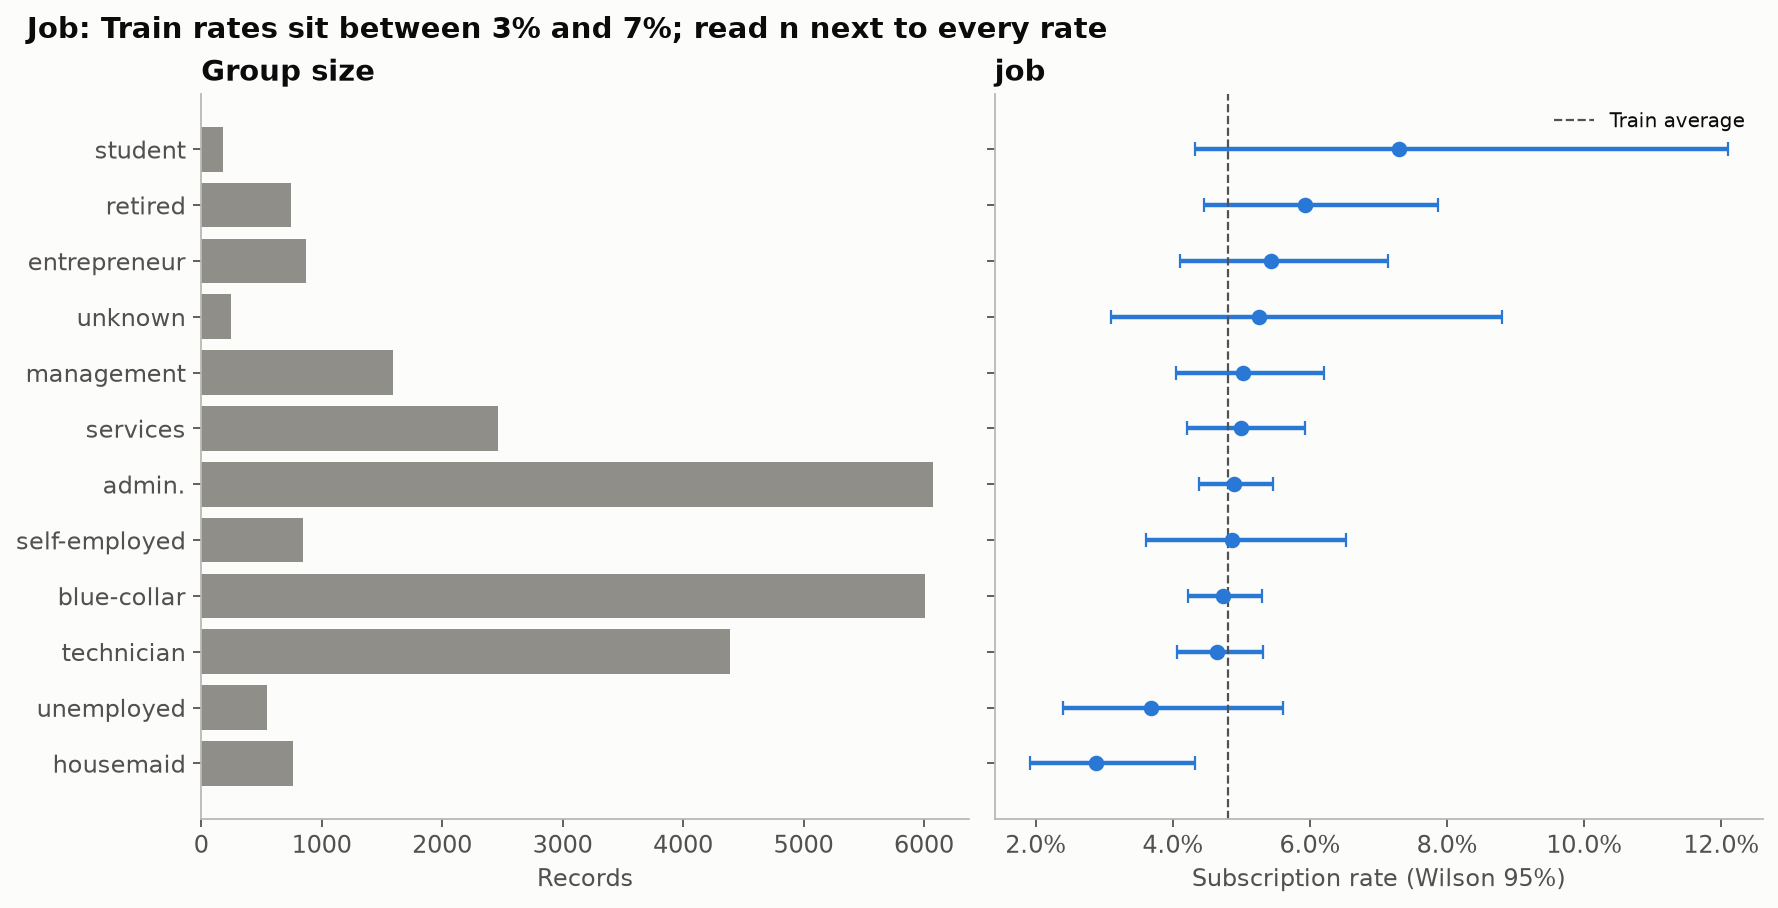 Job: Train rates sit between 3% and 7%; read n next to every rate
Group size
student
retired
entrepreneur
unknown
management
services
admin.
self-employed
blue-collar
technician
unemployed
housemaid
0 1000 2000 3000 4000 5000 6000
Records
job
Train average
2.0% 4.0% 6.0% 8.0% 10.0% 12.0%
Subscription rate (Wilson 95%)